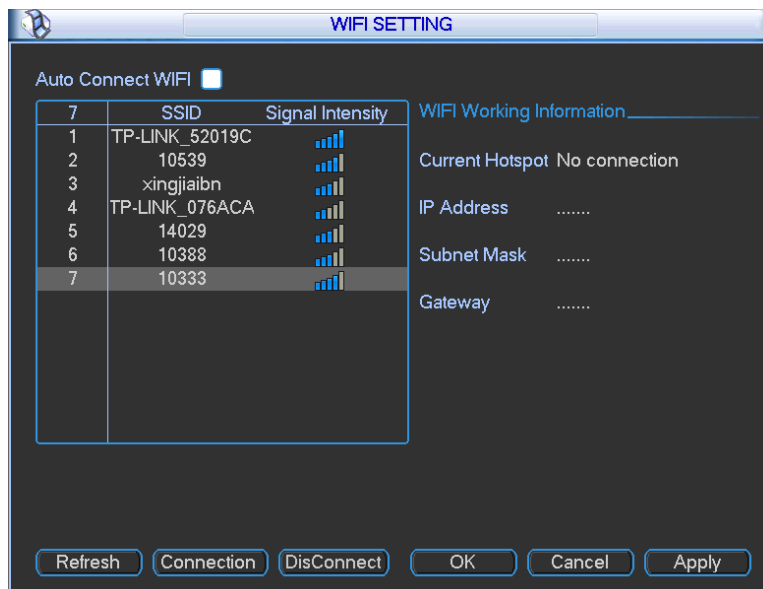 WIFI SETTING
Auto Connect WIFI
7 SSID Signal Intensity
1 TP-LINK_52019C
2 10539
3 xingjiaibn
4 TP-LINK_076ACA
5 14029
6 10388
7 10333
WIFI Working Information
Current Hotspot No connection
IP Address .......
Subnet Mask .......
Gateway .......
Refresh Connection DisConnect OK Cancel Apply